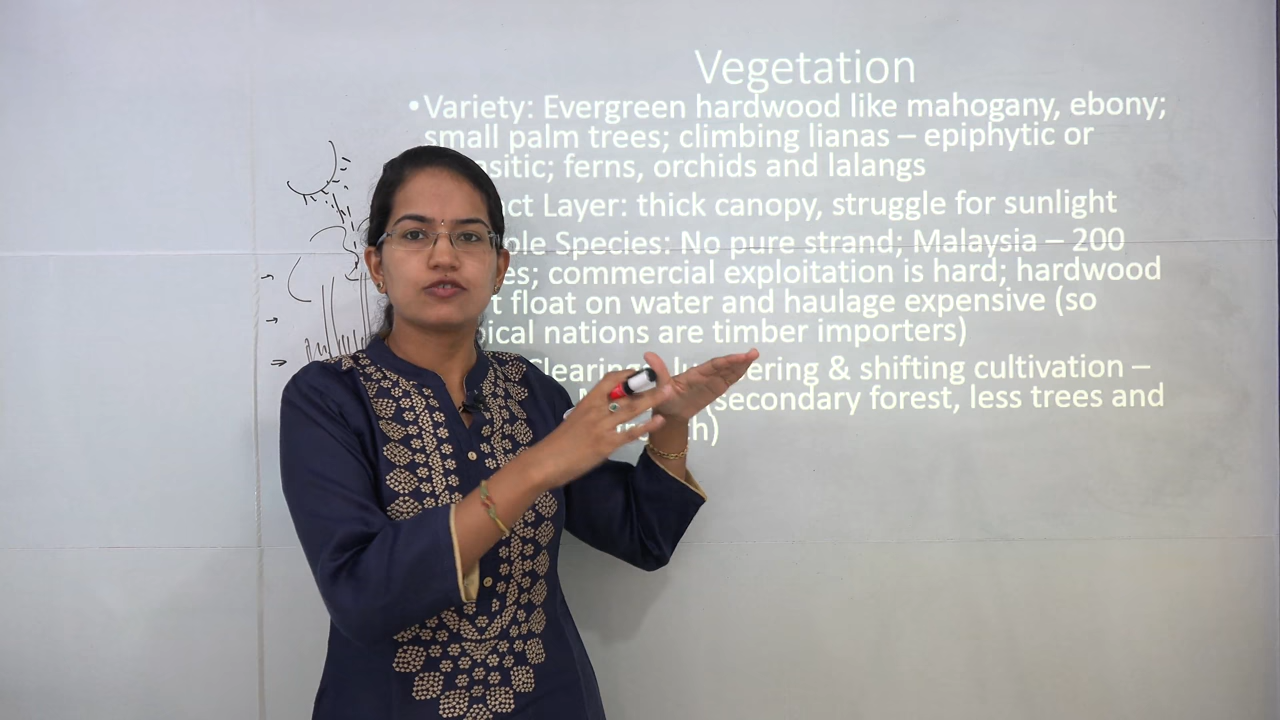 Vegetation
•Variety: Evergreen hardwood like mahogany, ebony;
small palm trees; climbing lianas – epiphytic or
asitic; ferns, orchids and lalangs
ct Layer: thick canopy, struggle for sunlight
ple Species: No pure strand; Malaysia – 200
es; commercial exploitation is hard; hardwood
t float on water and haulage expensive (so
pical nations are timber importers)
Clearing: lumbering & shifting cultivation –
(secondary forest, less trees and